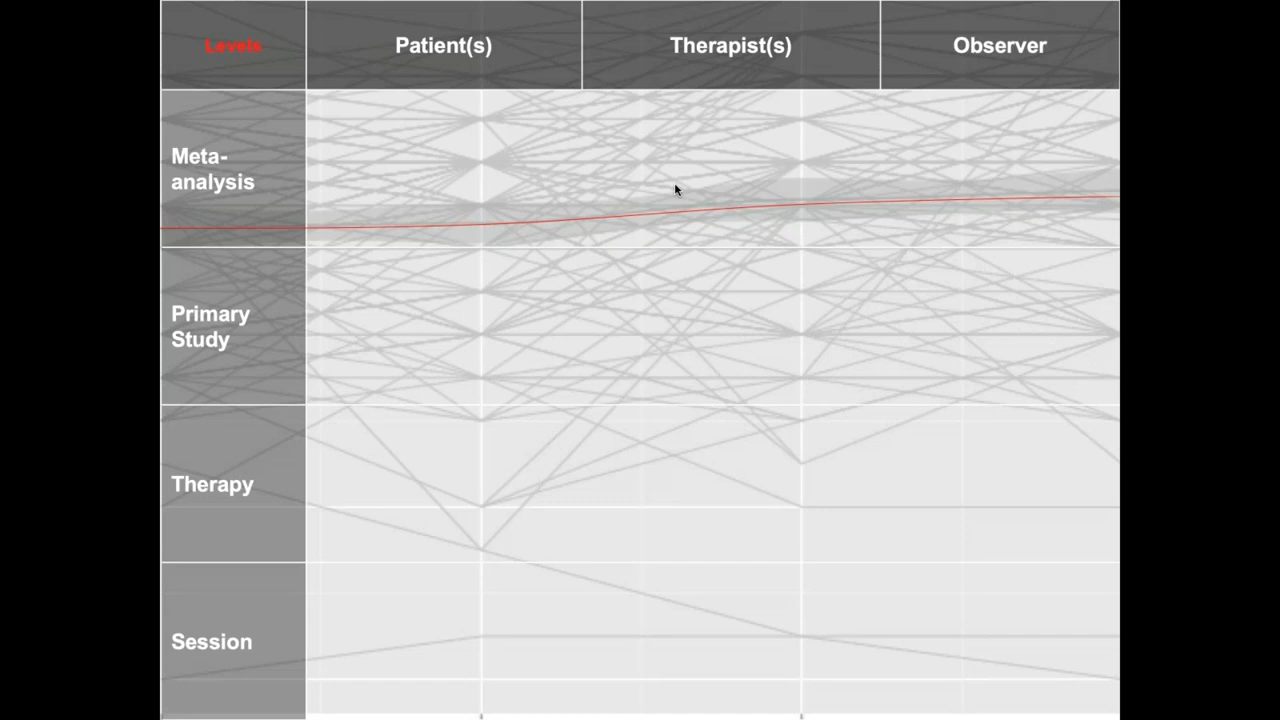 Levels
Patient(s)
Therapist(s)
Observer
Meta-
analysis
Primary
Study
Therapy
Session